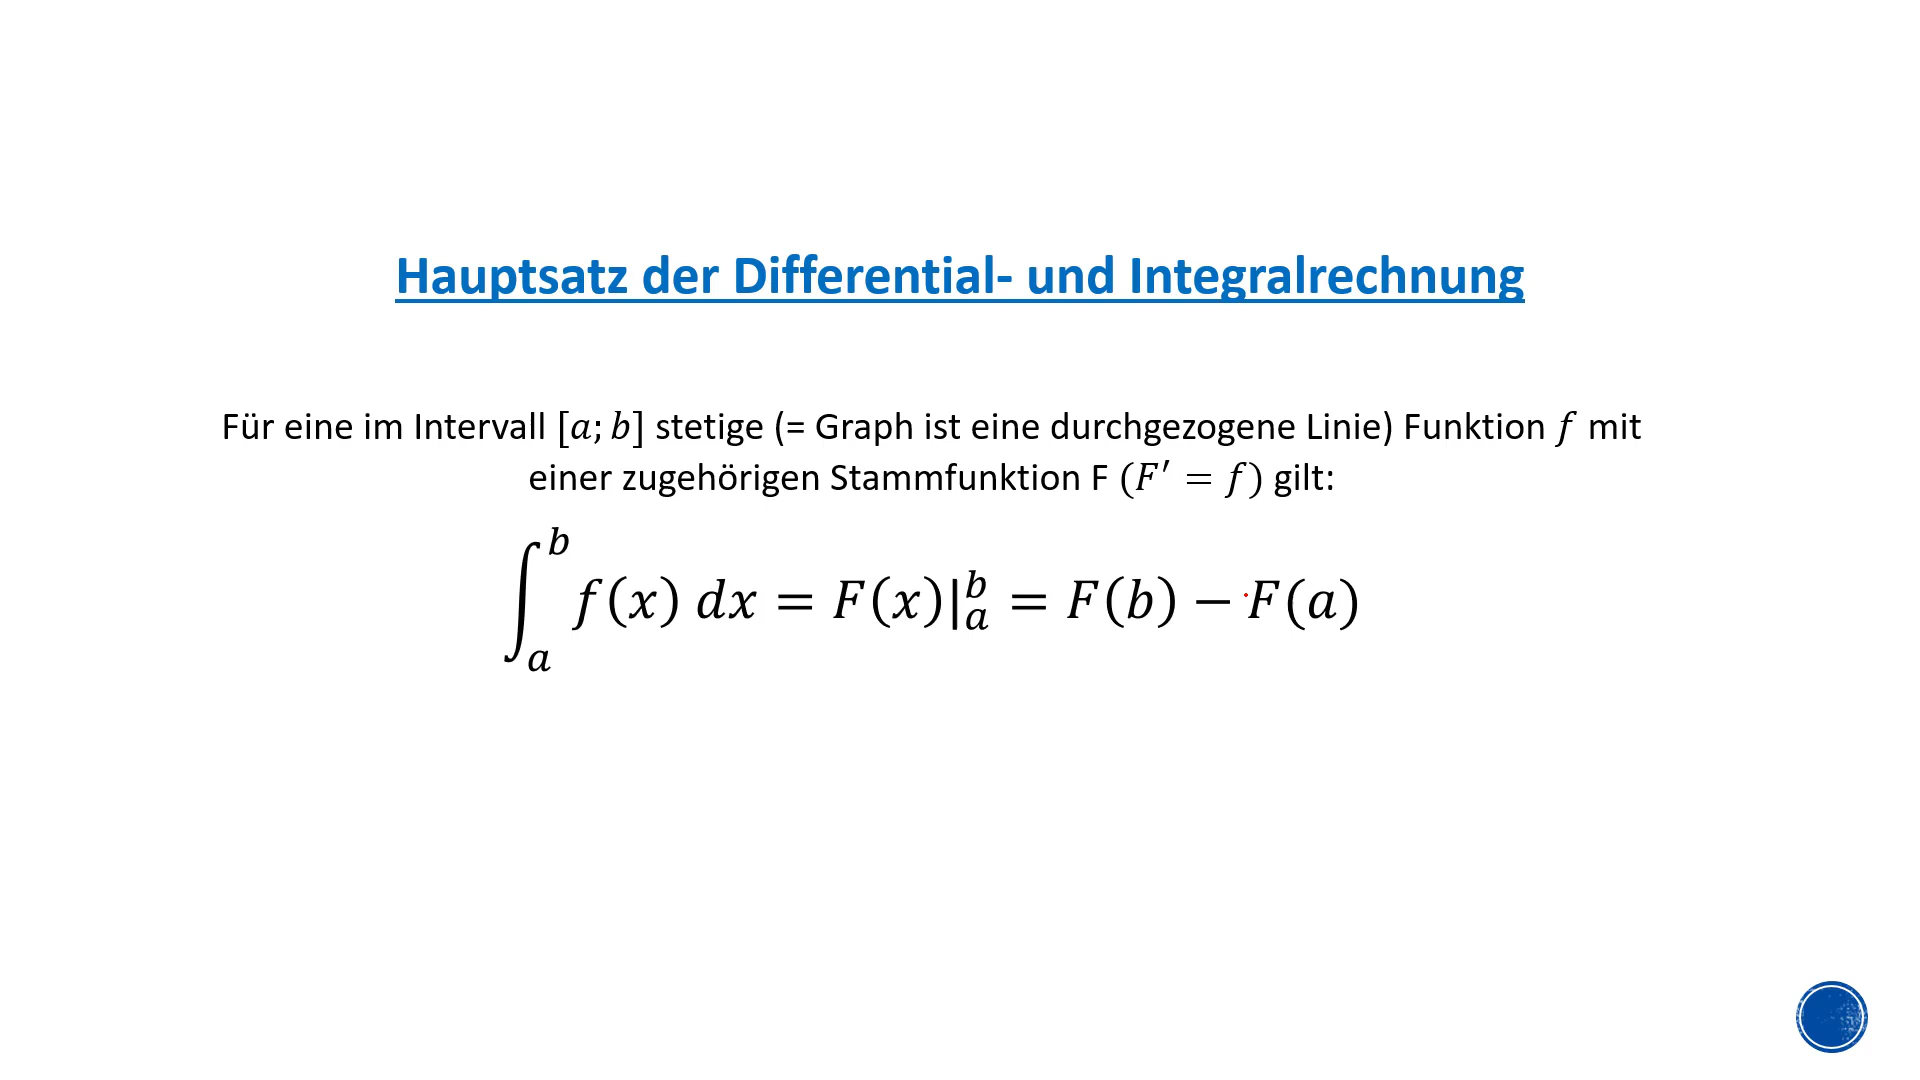 Hauptsatz der Differential- und Integralrechnung
Für eine im Intervall [a; b] stetige (= Graph ist eine durchgezogene Linie) Funktion f mit
einer zugehörigen Stammfunktion F (F′ = f) gilt:
∫_a^b f(x) dx = F(x)|_a^b = F(b) − F(a)